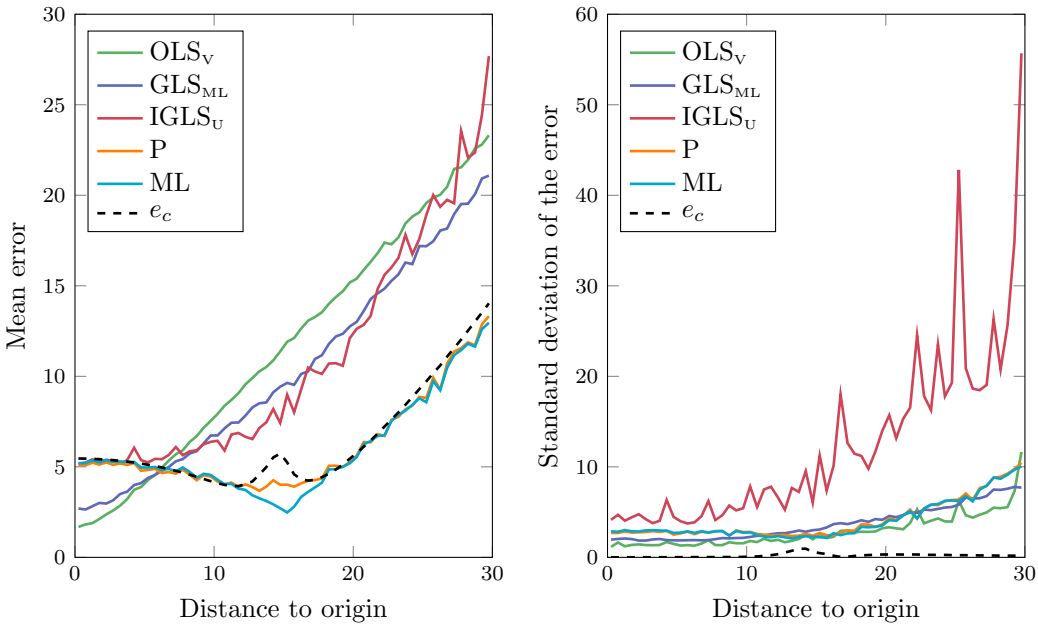 30
25
20
15
10
5
0
0
10
20
30
Mean error
Distance to origin
OLS_V
GLS_ML
IGLS_U
P
ML
e_c
60
50
40
30
20
10
0
0
10
20
30
Standard deviation of the error
Distance to origin
OLS_V
GLS_ML
IGLS_U
P
ML
e_c